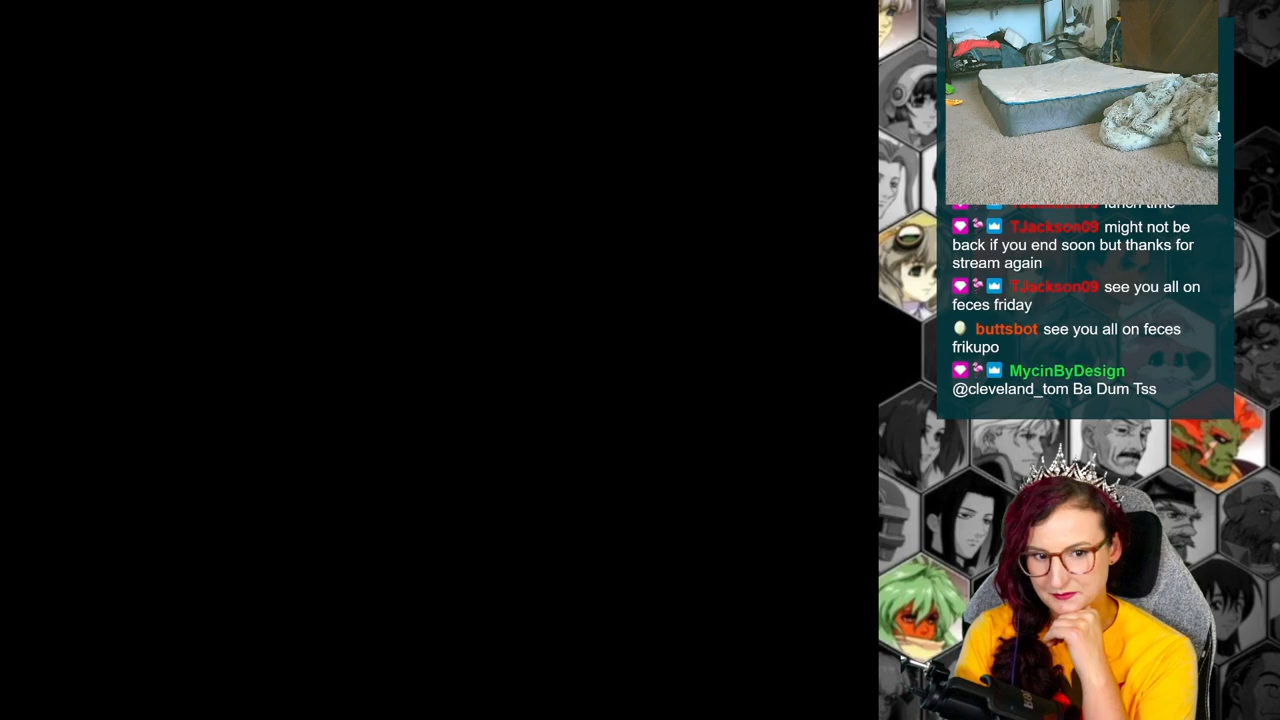 lunch time
TJackson09 might not be
back if you end soon but thanks for
stream again
TJackson09 see you all on
feces friday
buttsbot see you all on feces
frikupo
MycinByDesign
@cleveland_tom Ba Dum Tss